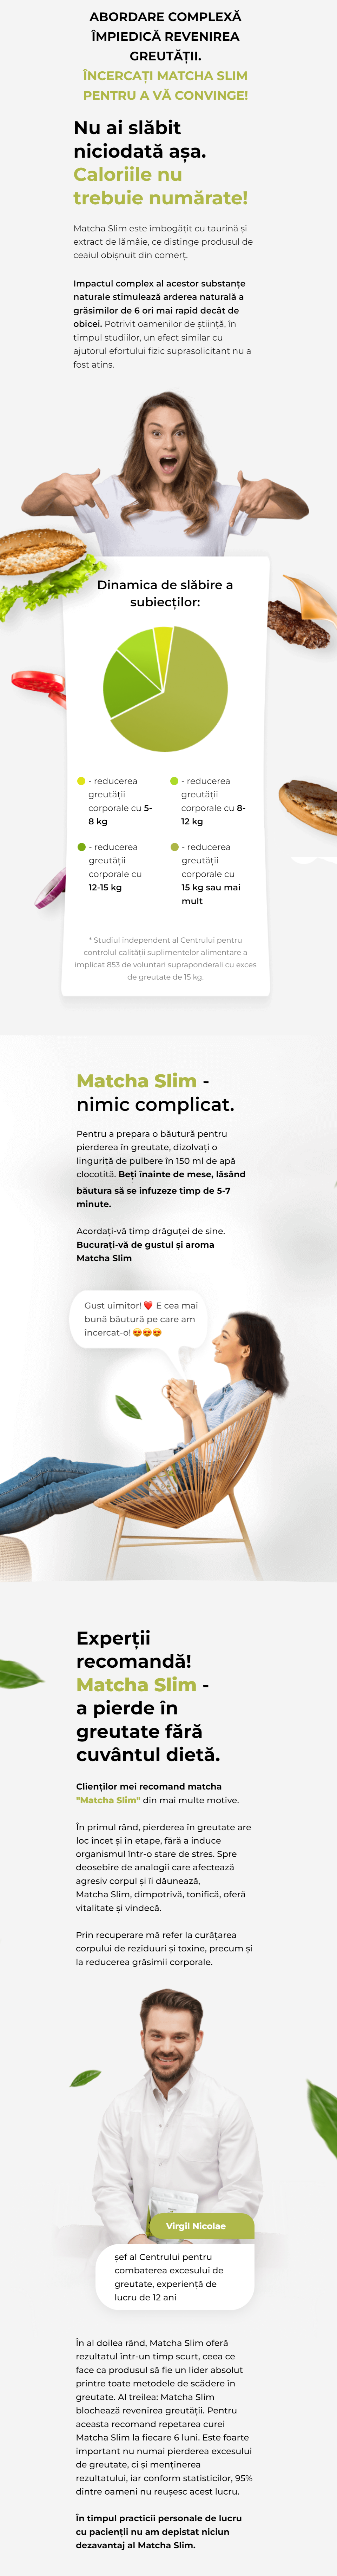 ABORDARE COMPLEXĂ
ÎMPIEDICĂ REVENIREA
GREUTĂȚII.
ÎNCERCAȚI MATCHA SLIM
PENTRU A VĂ CONVINGE!
Nu ai slăbit
niciodată așa.
Caloriile nu
trebuie numărate!
Matcha Slim este îmbogățit cu taurină și
extract de lămâie, ce distinge produsul de
ceaiul obișnuit din comerț.
Impactul complex al acestor substanțe
naturale stimulează arderea naturală a
grăsimilor de 6 ori mai rapid decât de
obicei. Potrivit oamenilor de știință, în
timpul studiilor, un efect similar cu
ajutorul efortului fizic suprasolicitant nu a
fost atins.
Dinamica de slăbire a
subiecților:
- reducerea
greutății
corporale cu 5-
8 kg
- reducerea
greutății
corporale cu 8-
12 kg
- reducerea
greutății
corporale cu
12-15 kg
- reducerea
greutății
corporale cu
15 kg sau mai
mult
* Studiul independent al Centrului pentru
controlul calității suplimentelor alimentare a
implicat 853 de voluntari supraponderali cu exces
de greutate de 15 kg.
Matcha Slim -
nimic complicat.
Pentru a prepara o băutură pentru
pierderea în greutate, dizolvați o
linguriță de pulbere în 150 ml de apă
clocotită. Beți înainte de mese, lăsând
băutura să se infuzeze timp de 5-7
minute.
Acordați-vă timp drăguței de sine.
Bucurați-vă de gustul și aroma
Matcha Slim
Gust uimitor! ❤️ E cea mai
bună băutură pe care am
încercat-o! 😍😍😍
Experții
recomandă!
Matcha Slim -
a pierde în
greutate fără
cuvântul dietă.
Clienților mei recomand matcha
"Matcha Slim" din mai multe motive.
În primul rând, pierderea în greutate are
loc încet și în etape, fără a induce
organismul într-o stare de stres. Spre
deosebire de analogii care afectează
agresiv corpul și îi dăunează,
Matcha Slim, dimpotrivă, tonifică, oferă
vitalitate și vindecă.
Prin recuperare mă refer la curățarea
corpului de reziduuri și toxine, precum și
la reducerea grăsimii corporale.
Virgil Nicolae
șef al Centrului pentru
combaterea excesului de
greutate, experiență de
lucru de 12 ani
În al doilea rând, Matcha Slim oferă
rezultatul într-un timp scurt, ceea ce
face ca produsul să fie un lider absolut
printre toate metodele de scădere în
greutate. Al treilea: Matcha Slim
blochează revenirea greutății. Pentru
aceasta recomand repetarea curei
Matcha Slim la fiecare 6 luni. Este foarte
important nu numai pierderea excesului
de greutate, ci și menținerea
rezultatului, iar conform statisticilor, 95%
dintre oameni nu reușesc acest lucru.
În timpul practicii personale de lucru
cu pacienții nu am depistat niciun
dezavantaj al Matcha Slim.